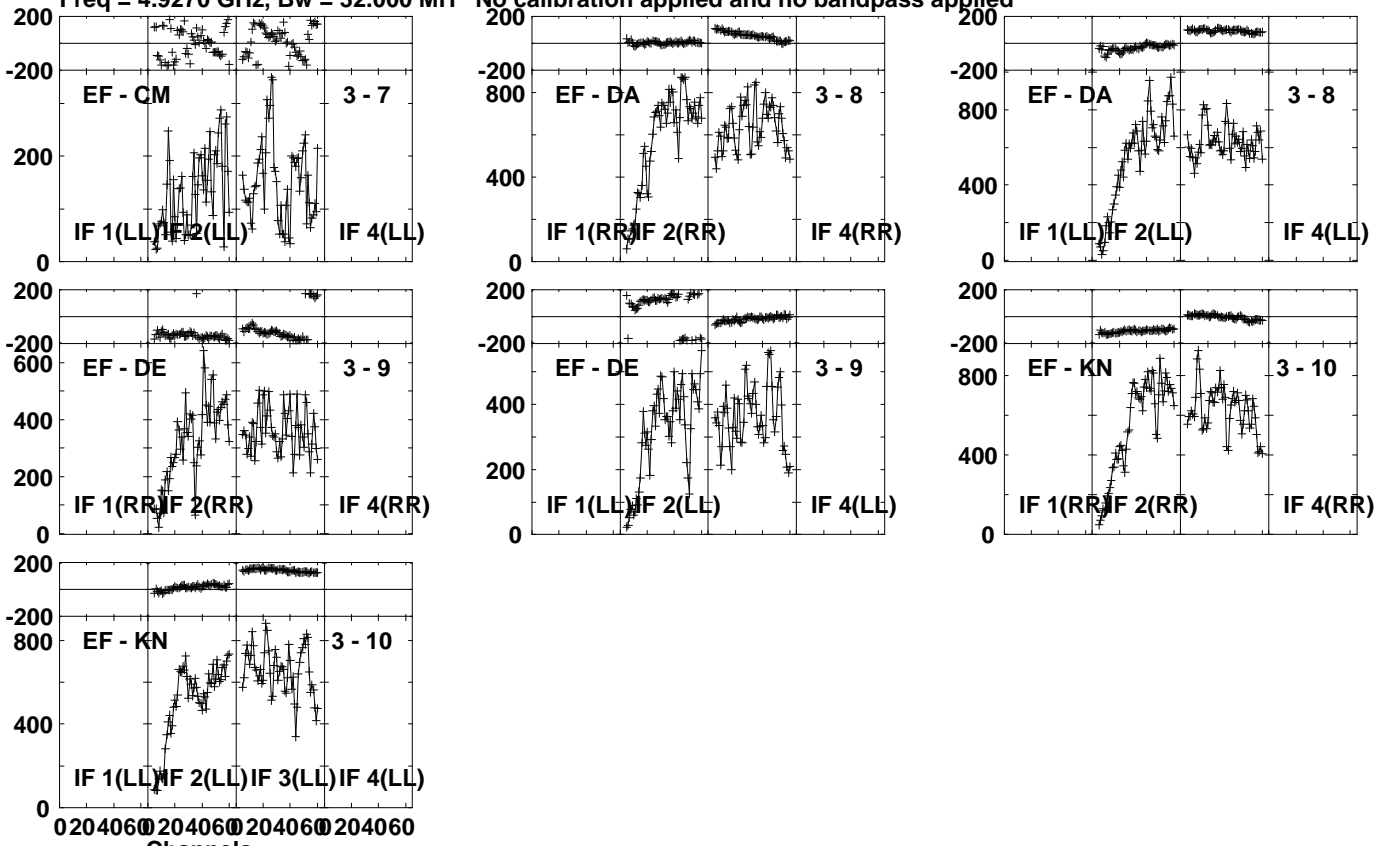 Freq = 4.9270 GHz, Bw = 32.000 MH No calibration applied and no bandpass applied
200
-200
EF - CM 3 - 7
200
0
IF 1(LL) IF 2(LL) IF 4(LL)
200
-200
EF - DA 3 - 8
800
400
0
IF 1(RR) IF 2(RR) IF 4(RR)
200
-200
EF - DA 3 - 8
800
400
0
IF 1(LL) IF 2(LL) IF 4(LL)
200
-200
EF - DE 3 - 9
600
400
200
0
IF 1(RR) IF 2(RR) IF 4(RR)
200
-200
EF - DE 3 - 9
400
200
0
IF 1(LL) IF 2(LL) IF 4(LL)
200
-200
EF - KN 3 - 10
800
400
0
IF 1(RR) IF 2(RR) IF 4(RR)
200
-200
EF - KN 3 - 10
800
400
0
IF 1(LL) IF 2(LL) IF 3(LL) IF 4(LL)
0 20 40 60 0 20 40 60 0 20 40 60 0 20 40 60
Channels